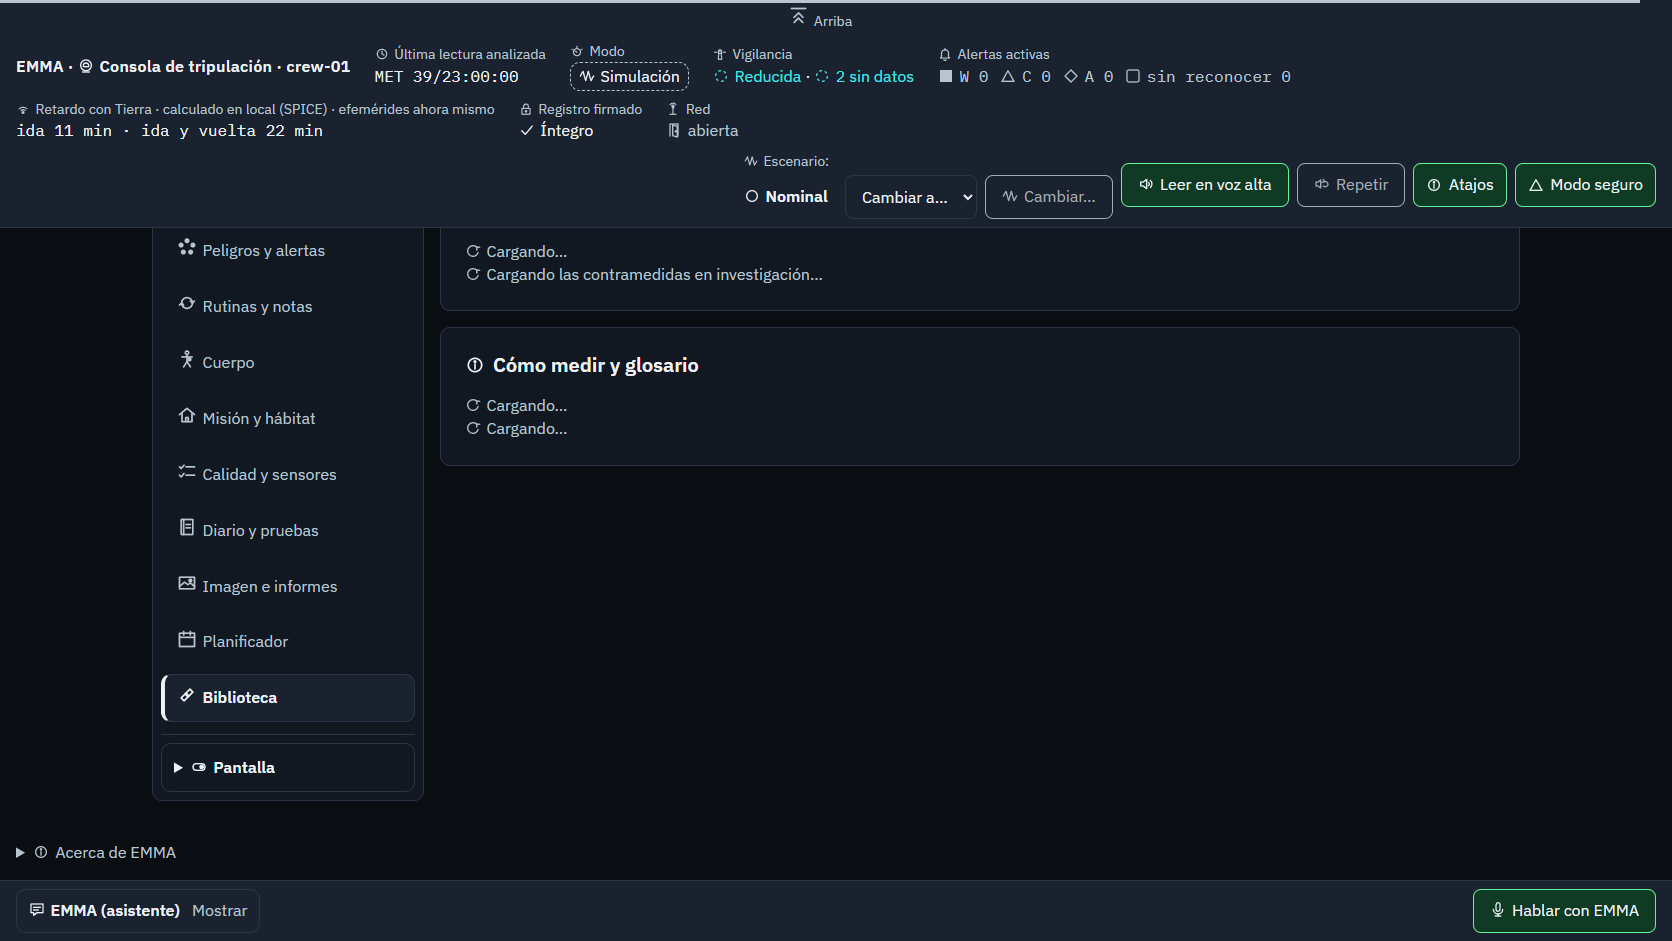 Arriba
EMMA · Consola de tripulación · crew-01
Última lectura analizada
MET 39/23:00:00
Modo
Simulación
Vigilancia
Reducida · 2 sin datos
Alertas activas
W 0 C 0 A 0 sin reconocer 0
Retardo con Tierra · calculado en local (SPICE) · efemérides ahora mismo
ida 11 min · ida y vuelta 22 min
Registro firmado
Íntegro
Red
abierta
Escenario:
Nominal
Cambiar a...
Cambiar...
Leer en voz alta
Repetir
Atajos
Modo seguro
Peligros y alertas
Rutinas y notas
Cuerpo
Misión y hábitat
Calidad y sensores
Diario y pruebas
Imagen e informes
Planificador
Biblioteca
Pantalla
Cargando...
Cargando las contramedidas en investigación...
Cómo medir y glosario
Cargando...
Cargando...
Acerca de EMMA
EMMA (asistente) Mostrar
Hablar con EMMA